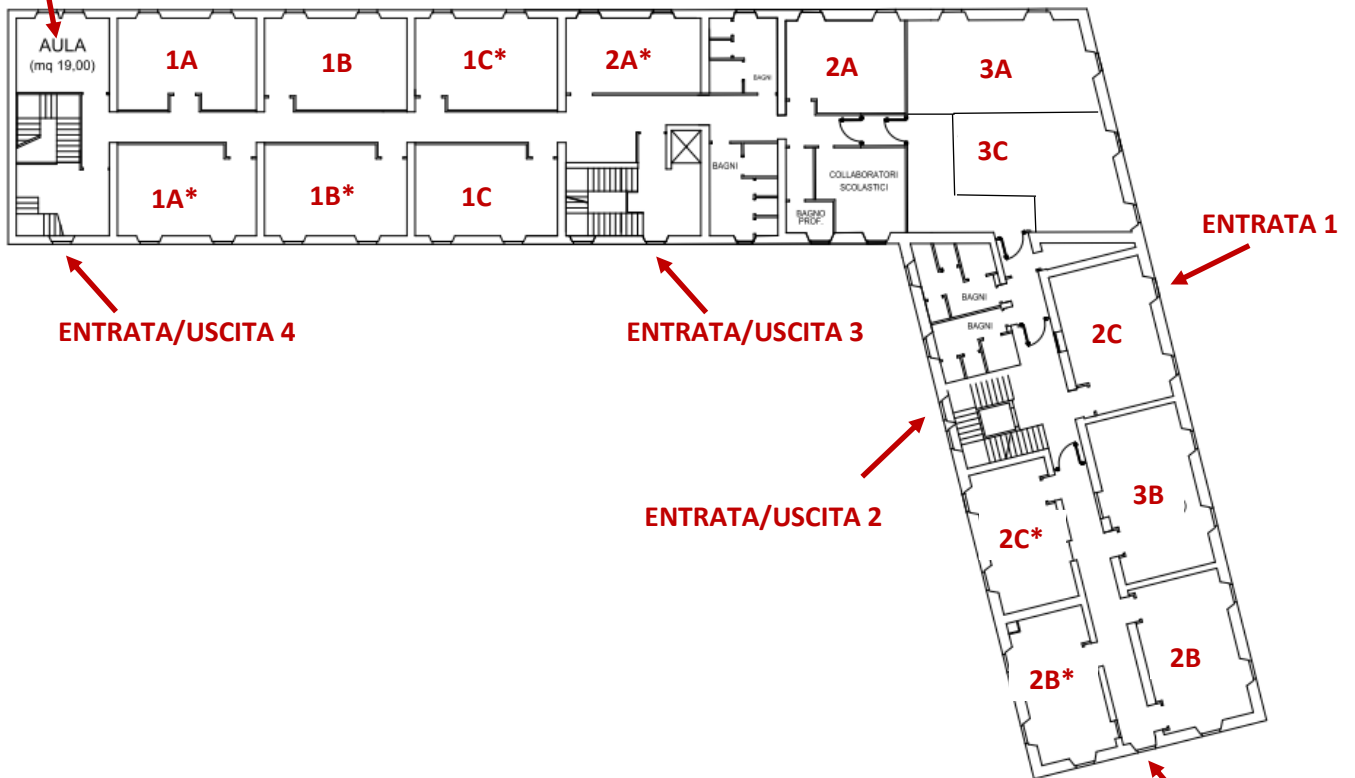 AULA
(mq 19,00)
1A
1B
1C*
2A*
BAGNI
2A
3A
3C
1A*
1B*
1C
BAGNI
COLLABORATORI
SCOLASTICI
BAGNO
PROF.
ENTRATA 1
ENTRATA/USCITA 4
ENTRATA/USCITA 3
BAGNI
BAGNI
2C
ENTRATA/USCITA 2
3B
2C*
2B
2B*